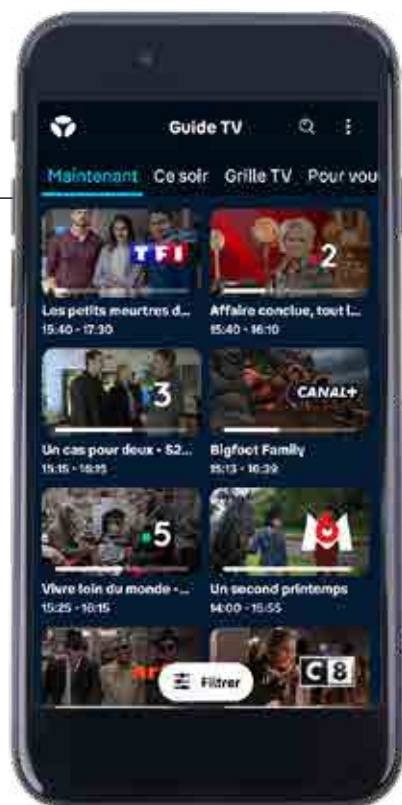 Guide TV
Maintenant Ce soir Grille TV Pour vou
TF1
2
Les petits meurtres d...
15:40 - 17:30
Affaire conclue, tout l...
15:40 - 16:10
3
CANAL+
Un cas pour deux • S2...
15:15 - 16:15
Bigfoot Family
15:13 - 16:39
5
M6
Vivre loin du monde •...
15:25 - 16:15
Un second printemps
14:00 - 15:55
C8
Filtrer